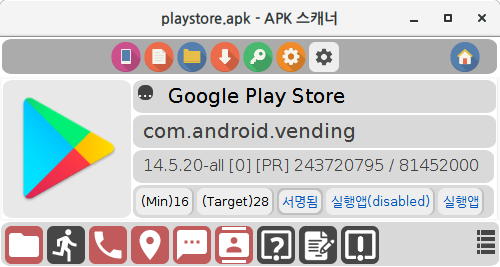 playstore.apk - APK 스캐너
Google Play Store
com.android.vending
14.5.20-all [0] [PR] 243720795 / 81452000
(Min)16 (Target)28 서명됨 실행앱(disabled) 실행앱